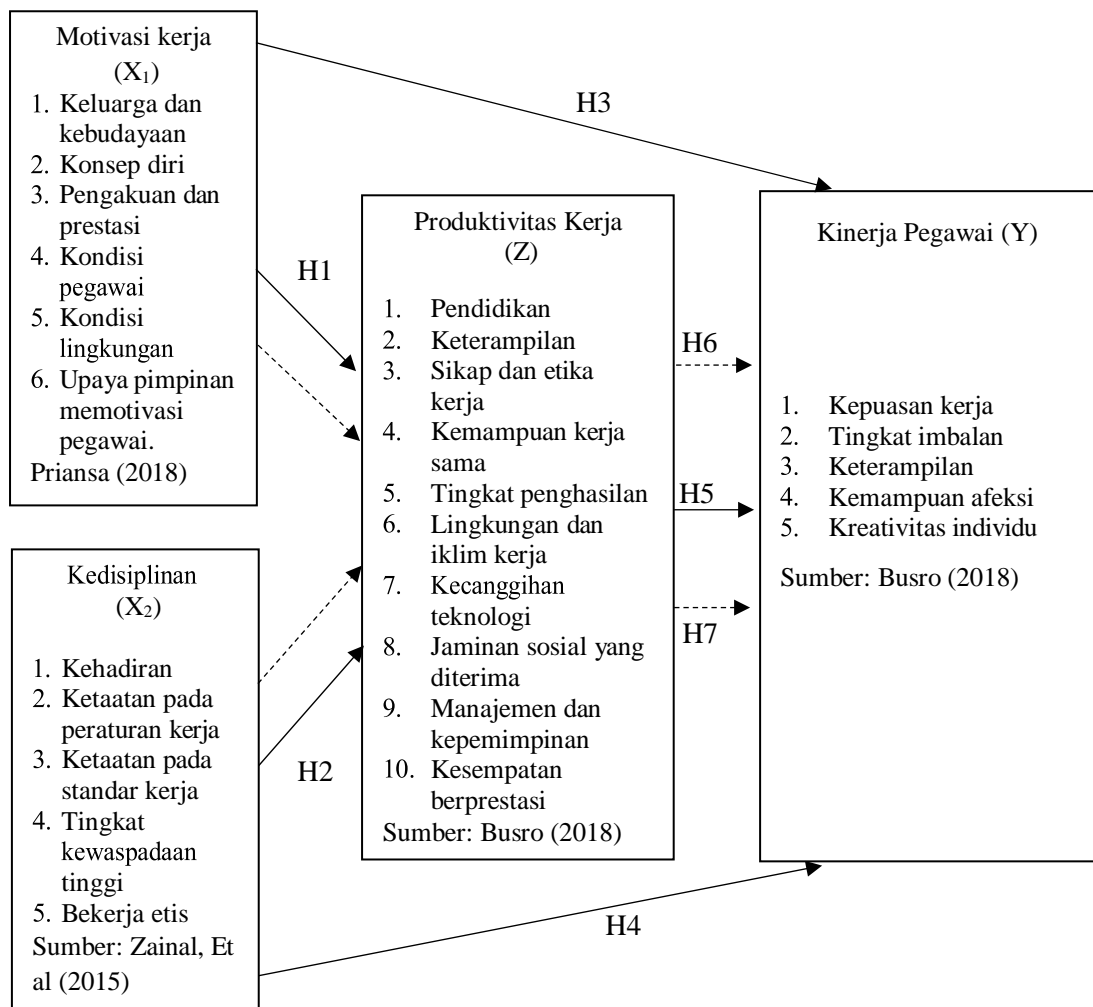 Motivasi kerja
(X1)
1. Keluarga dan
kebudayaan
2. Konsep diri
3. Pengakuan dan
prestasi
4. Kondisi
pegawai
5. Kondisi
lingkungan
6. Upaya pimpinan
memotivasi
pegawai.
Priansa (2018)
Kedisiplinan
(X2)
1. Kehadiran
2. Ketaatan pada
peraturan kerja
3. Ketaatan pada
standar kerja
4. Tingkat
kewaspadaan
tinggi
5. Bekerja etis
Sumber: Zainal, Et
al (2015)
H3
H1
H2
H4
Produktivitas Kerja
(Z)
1. Pendidikan
2. Keterampilan
3. Sikap dan etika
kerja
4. Kemampuan kerja
sama
5. Tingkat penghasilan
6. Lingkungan dan
iklim kerja
7. Kecanggihan
teknologi
8. Jaminan sosial yang
diterima
9. Manajemen dan
kepemimpinan
10. Kesempatan
berprestasi
Sumber: Busro (2018)
H6
H5
H7
Kinerja Pegawai (Y)
1. Kepuasan kerja
2. Tingkat imbalan
3. Keterampilan
4. Kemampuan afeksi
5. Kreativitas individu
Sumber: Busro (2018)